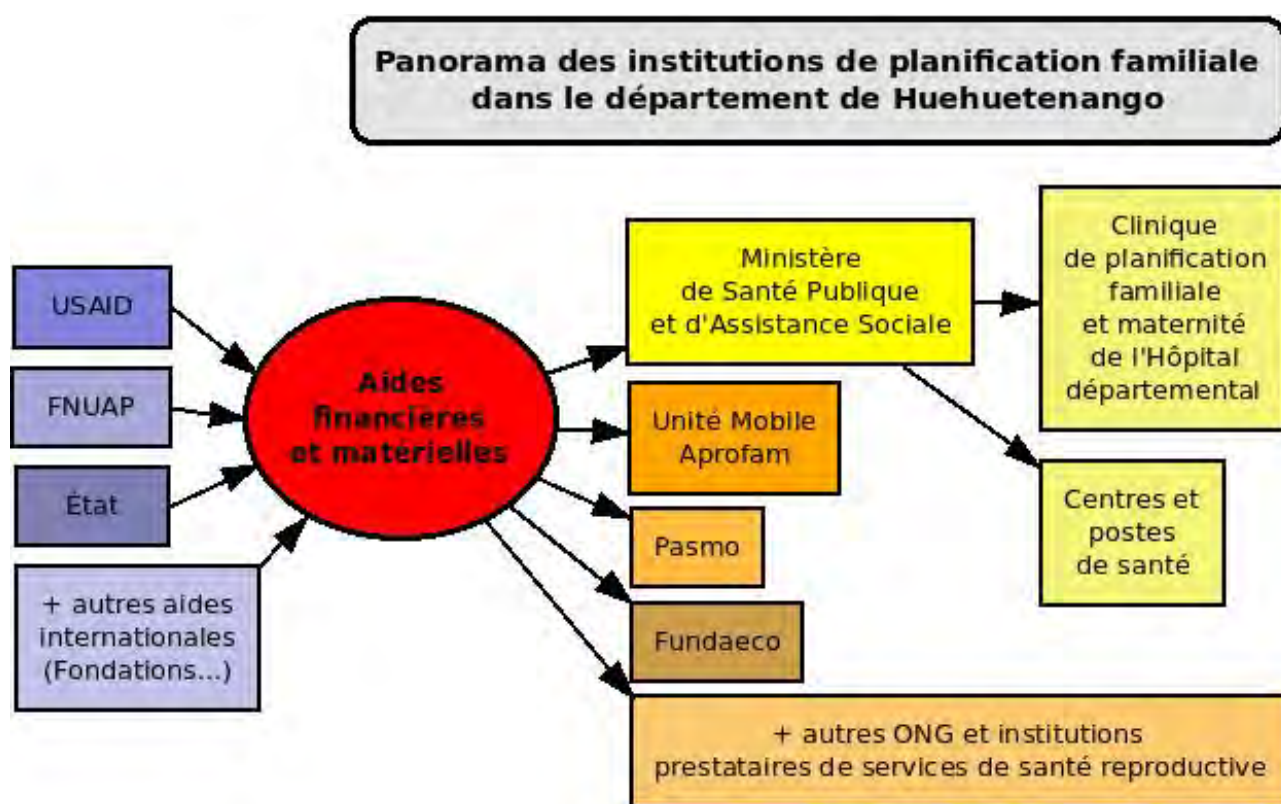 Panorama des institutions de planification familiale
dans le département de Huehuetenango
USAID
FNUAP
État
+ autres aides
internationales
(Fondations...)
Aides
financières
et matérielles
Ministère
de Santé Publique
et d'Assistance Sociale
Unité Mobile
Aprofam
Pasmo
Fundaeco
+ autres ONG et institutions
prestataires de services de santé reproductive
Clinique
de planification
familiale
et maternité
de l'Hôpital
départemental
Centres et
postes
de santé